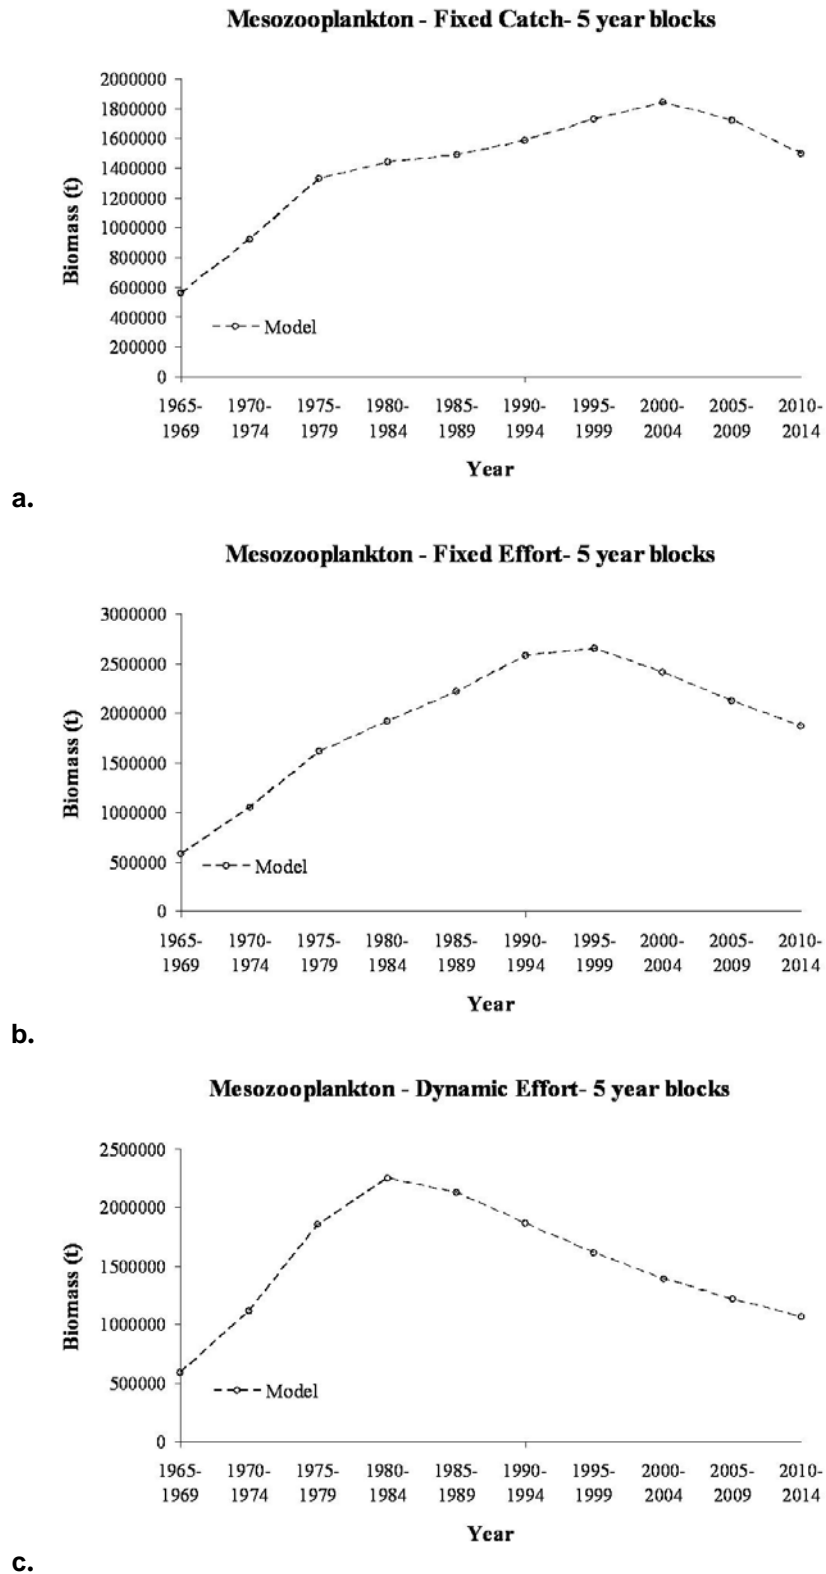 Mesozooplankton - Fixed Catch- 5 year blocks
2000000
1800000
1600000
1400000
1200000
1000000
800000
600000
400000
200000
0
Biomass (t)
Model
1965-1969 1970-1974 1975-1979 1980-1984 1985-1989 1990-1994 1995-1999 2000-2004 2005-2009 2010-2014
Year
a.
Mesozooplankton - Fixed Effort- 5 year blocks
3000000
2500000
2000000
1500000
1000000
500000
0
Biomass (t)
Model
1965-1969 1970-1974 1975-1979 1980-1984 1985-1989 1990-1994 1995-1999 2000-2004 2005-2009 2010-2014
Year
b.
Mesozooplankton - Dynamic Effort- 5 year blocks
2500000
2000000
1500000
1000000
500000
0
Biomass (t)
Model
1965-1969 1970-1974 1975-1979 1980-1984 1985-1989 1990-1994 1995-1999 2000-2004 2005-2009 2010-2014
Year
c.